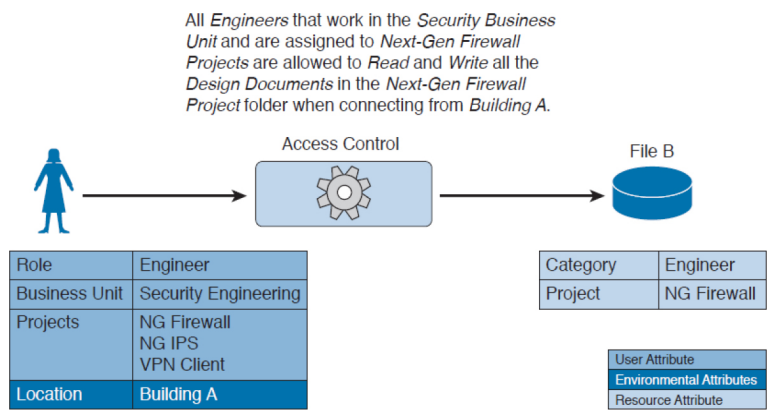 All Engineers that work in the Security Business
Unit and are assigned to Next-Gen Firewall
Projects are allowed to Read and Write all the
Design Documents in the Next-Gen Firewall
Project folder when connecting from Building A.
Access Control
File B
Role Engineer
Business Unit Security Engineering
Projects NG Firewall
NG IPS
VPN Client
Location Building A
Category Engineer
Project NG Firewall
User Attribute
Environmental Attributes
Resource Attribute